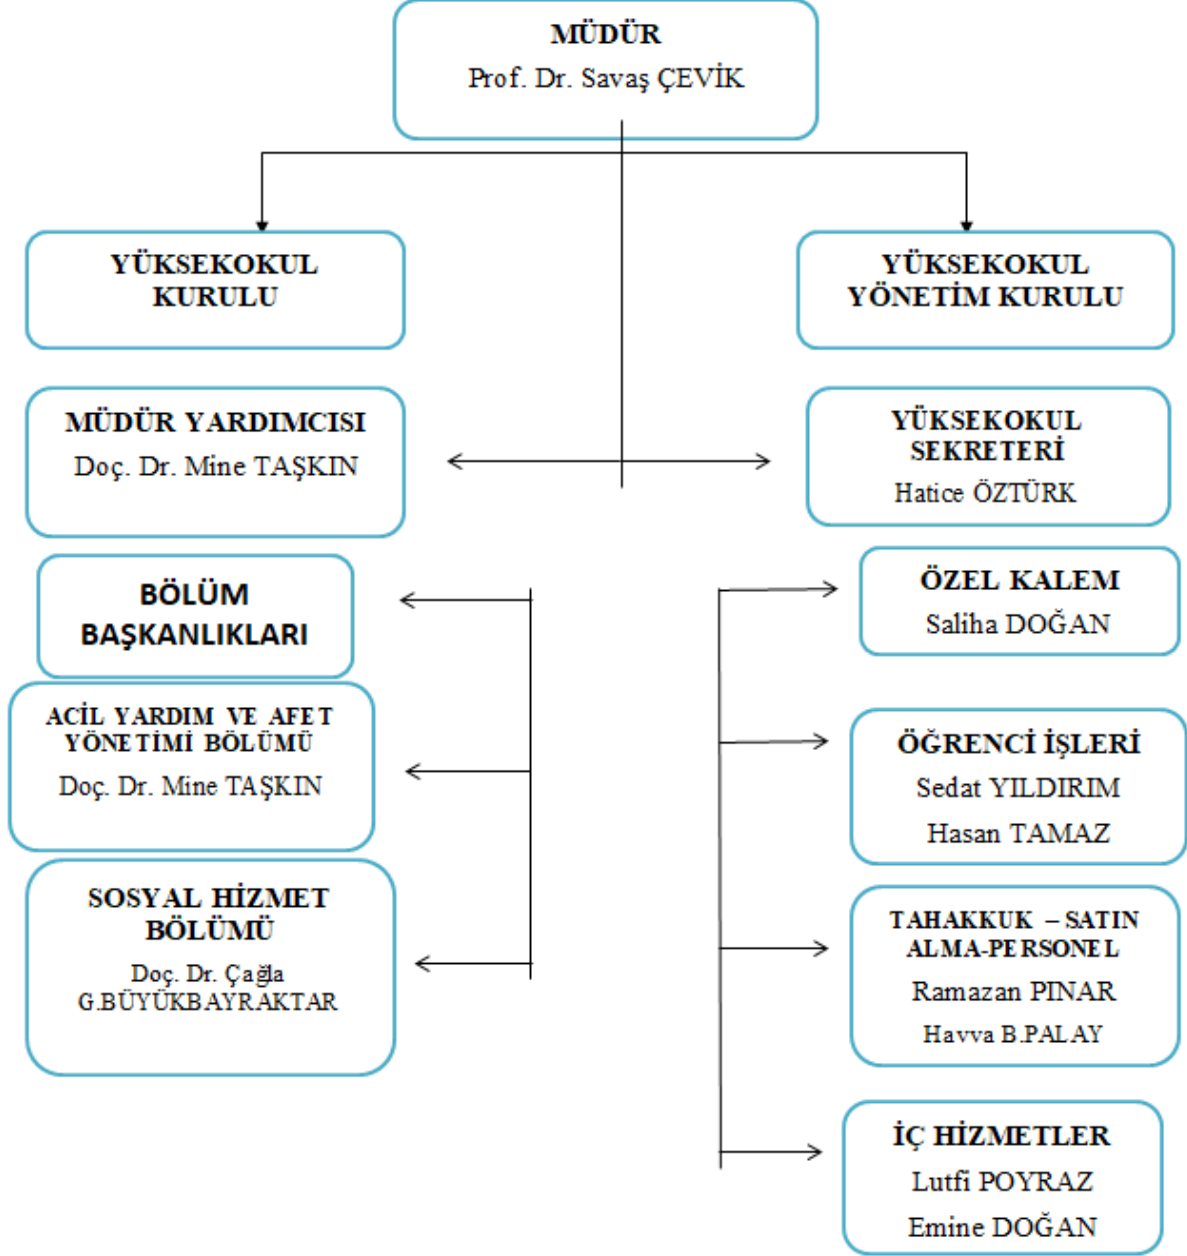 MÜDÜR
Prof. Dr. Savaş ÇEVİK
YÜKSEKOKUL
KURULU
YÜKSEKOKUL
YÖNETİM KURULU
MÜDÜR YARDIMCISI
Doç. Dr. Mine TAŞKIN
YÜKSEKOKUL
SEKRETERİ
Hatice ÖZTÜRK
BÖLÜM
BAŞKANLIKLARI
ACİL YARDIM VE AFET
YÖNETİMİ BÖLÜMÜ
Doç. Dr. Mine TAŞKIN
SOSYAL HİZMET
BÖLÜMÜ
Doç. Dr. Çağla
G.BÜYÜKBAYRAKTAR
ÖZEL KALEM
Saliha DOĞAN
ÖĞRENCİ İŞLERİ
Sedat YILDIRIM
Hasan TAMAZ
TAHAKKUK – SATIN
ALMA-PERSONEL
Ramazan PINAR
Havva B.PALAY
İÇ HİZMETLER
Lutfi POYRAZ
Emine DOĞAN